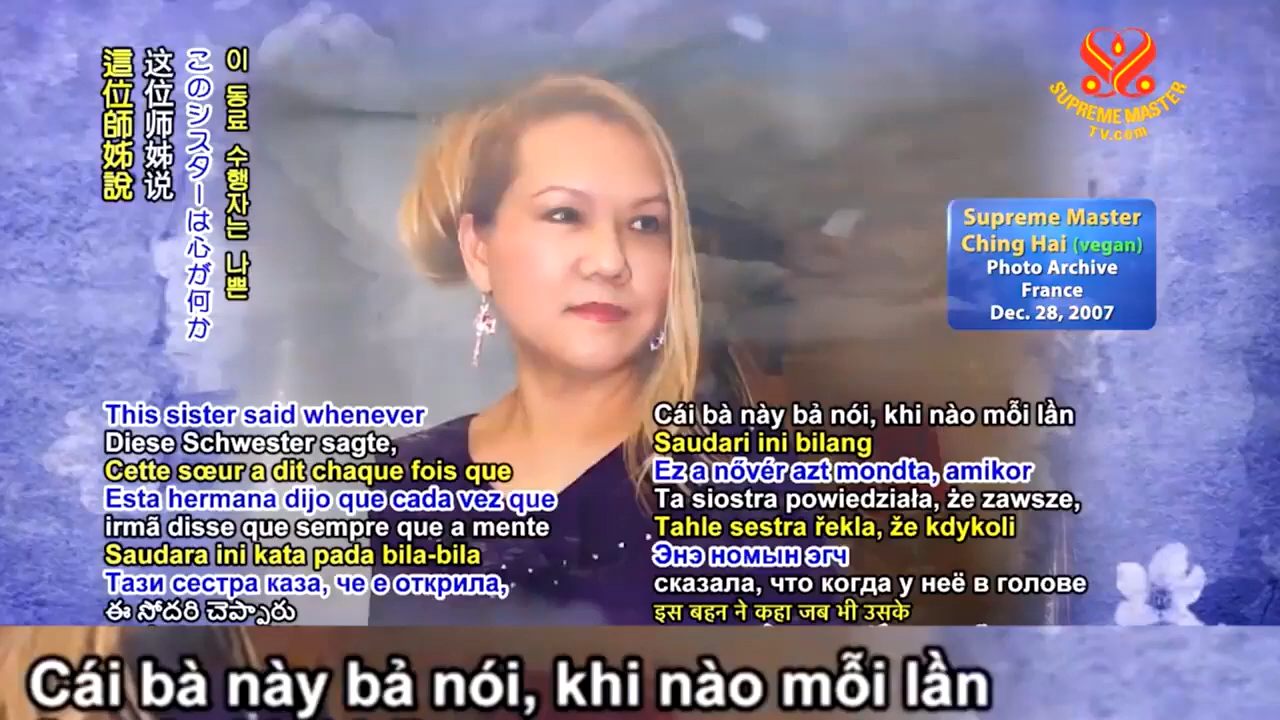 이 동료 수행자는 나쁜
このシスターは心が何か
这位师姊说
這位師姊說
SUPREME MASTER
TV.com
Supreme Master
Ching Hai (vegan)
Photo Archive
France
Dec. 28, 2007
This sister said whenever
Diese Schwester sagte,
Cette sœur a dit chaque fois que
Esta hermana dijo que cada vez que
irmã disse que sempre que a mente
Saudara ini kata pada bila-bila
Тази сестра каза, че е открила,
ఈ సోదరి చెప్పారు
Cái bà này bả nói, khi nào mỗi lần
Saudari ini bilang
Ez a nővér azt mondta, amikor
Ta siostra powiedziała, że zawsze,
Tahle sestra řekla, že kdykoli
Энэ номын эгч
сказала, что когда у неё в голове
इस बहन ने कहा जब भी उसके
Cái bà này bả nói, khi nào mỗi lần